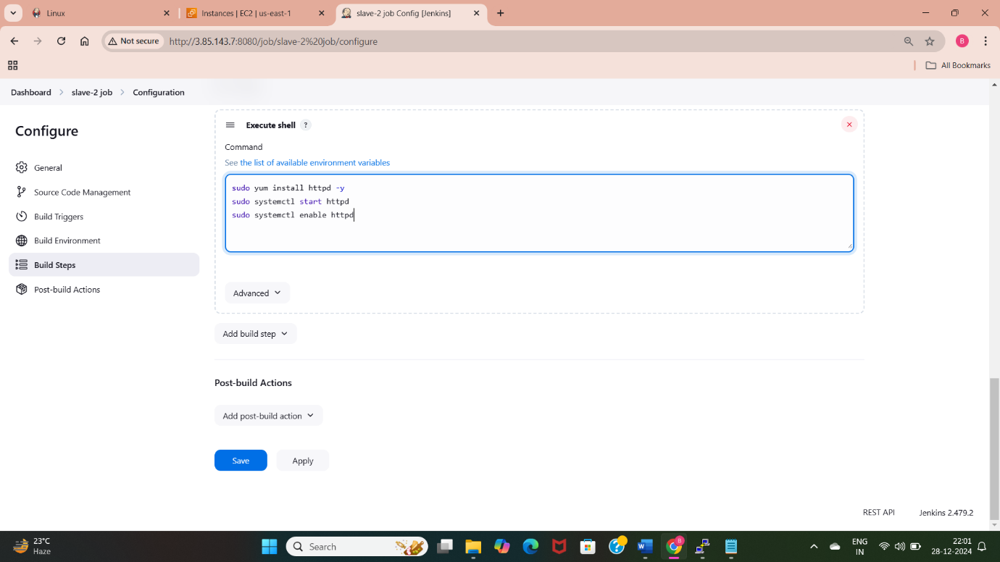 Linux
Instances | EC2 | us-east-1
slave-2 job Config [Jenkins]
Not secure
http://3.85.143.7:8080/job/slave-2%20job/configure
B
All Bookmarks
Dashboard > slave-2 job > Configuration
Configure
General
Source Code Management
Build Triggers
Build Environment
Build Steps
Post-build Actions
Execute shell ?
Command
See the list of available environment variables
sudo yum install httpd -y
sudo systemctl start httpd
sudo systemctl enable httpd
Advanced
Add build step
Post-build Actions
Add post-build action
Save
Apply
REST API
Jenkins 2.479.2
23°C
Haze
Search
ENG
IN
22:01
28-12-2024